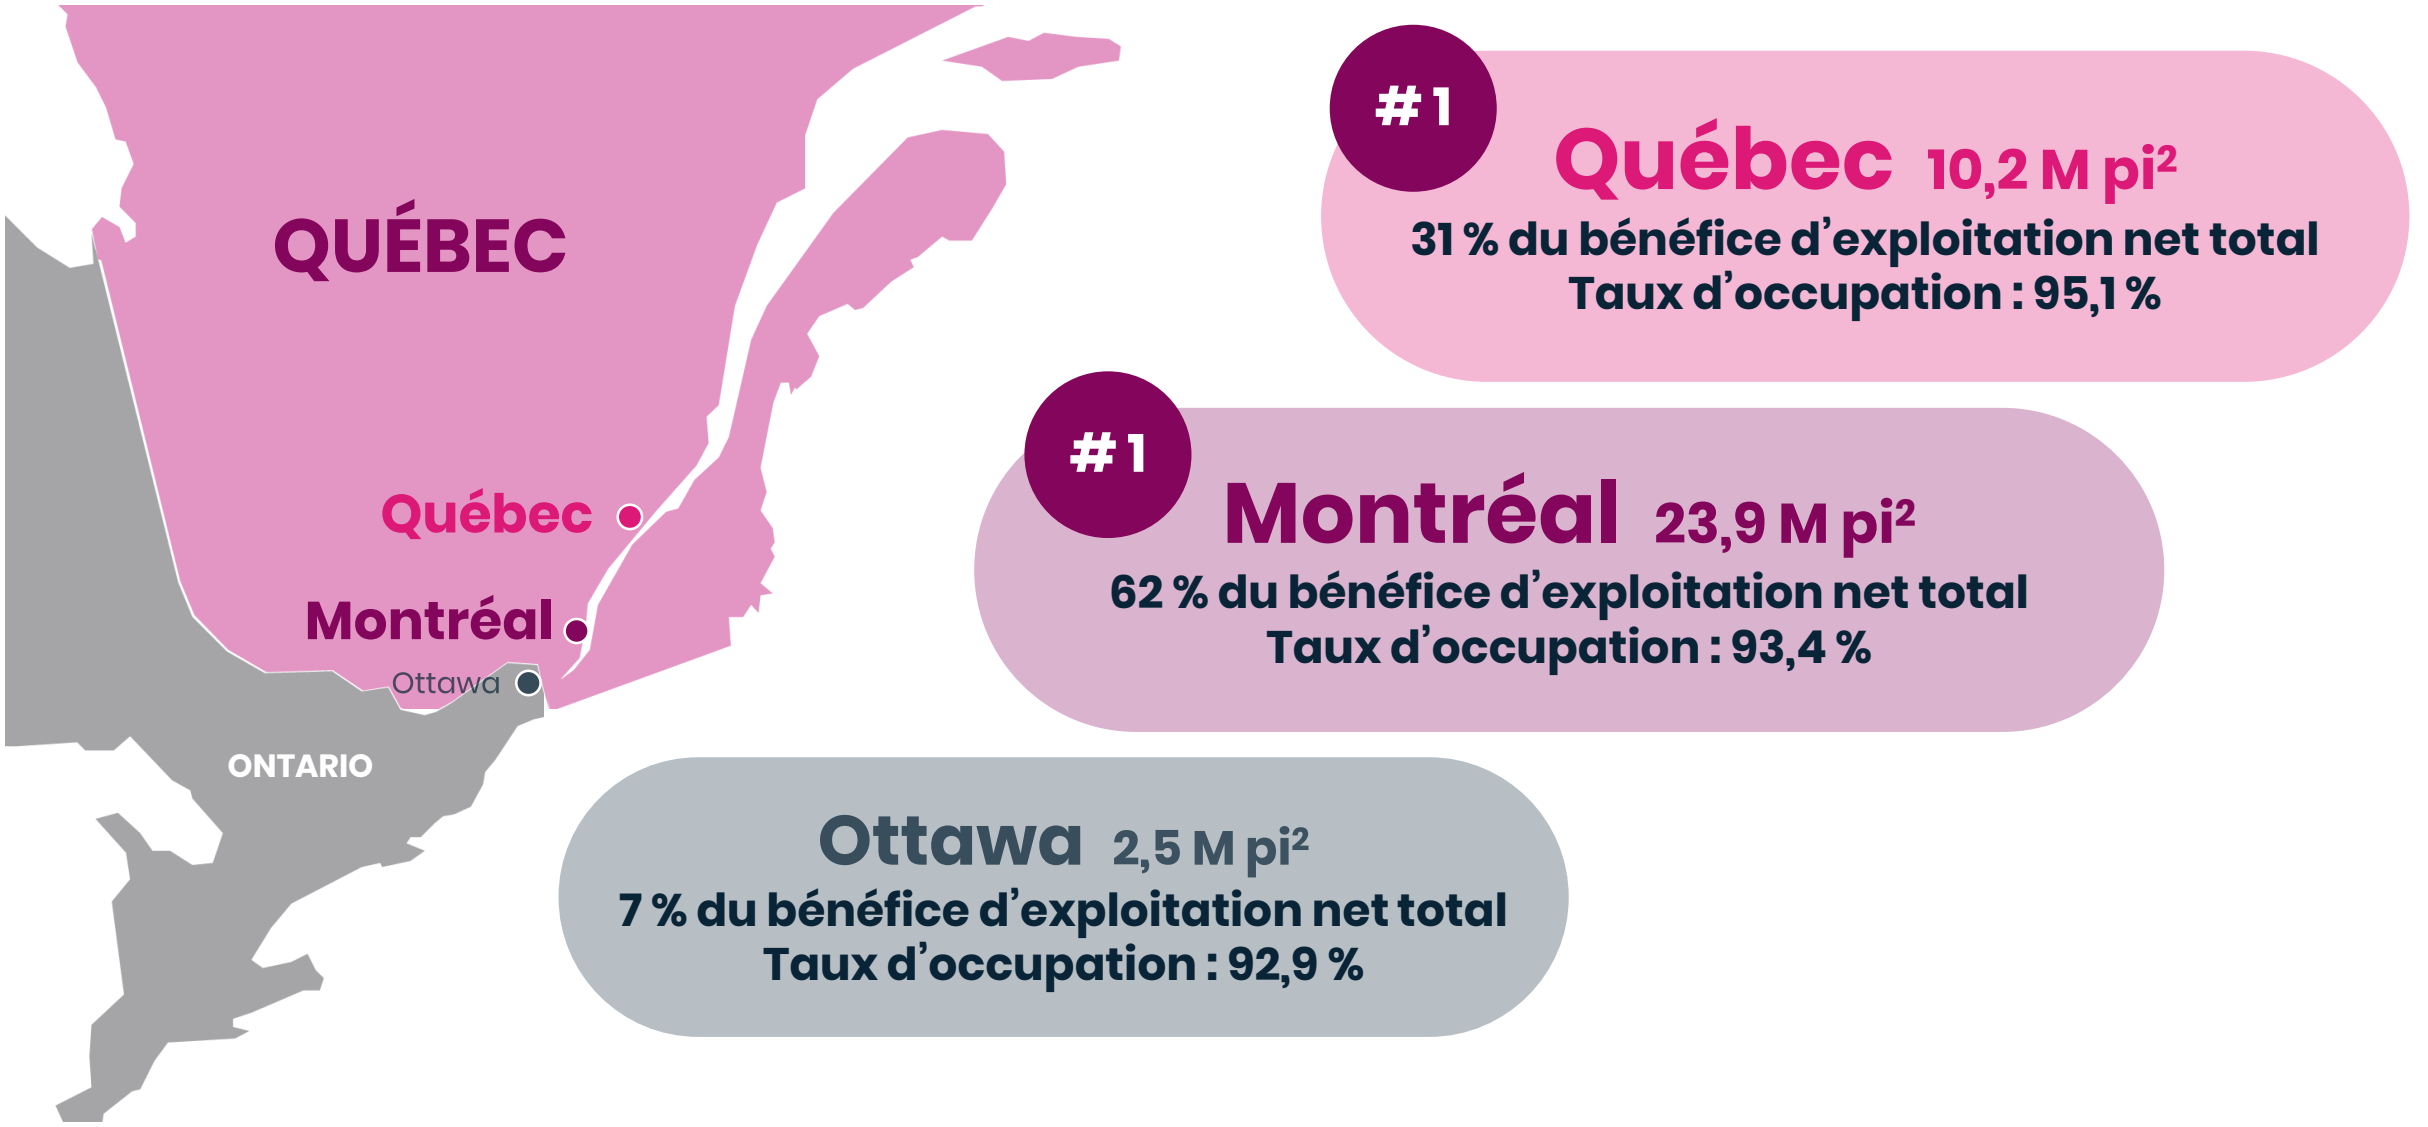 QUÉBEC
Québec
Montréal
Ottawa
ONTARIO
#1
Québec 10,2 M pi²
31 % du bénéfice d’exploitation net total
Taux d’occupation : 95,1 %
#1
Montréal 23,9 M pi²
62 % du bénéfice d’exploitation net total
Taux d’occupation : 93,4 %
Ottawa 2,5 M pi²
7 % du bénéfice d’exploitation net total
Taux d’occupation : 92,9 %